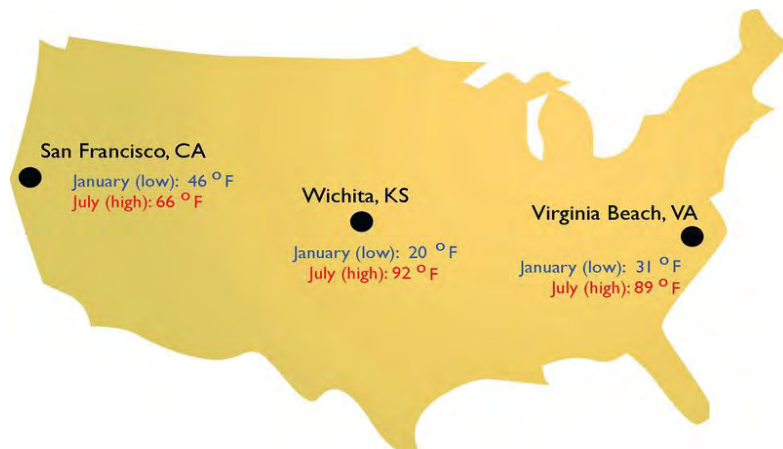 San Francisco, CA
January (low): 46 °F
July (high): 66 °F
Wichita, KS
January (low): 20 °F
July (high): 92 °F
Virginia Beach, VA
January (low): 31 °F
July (high): 89 °F